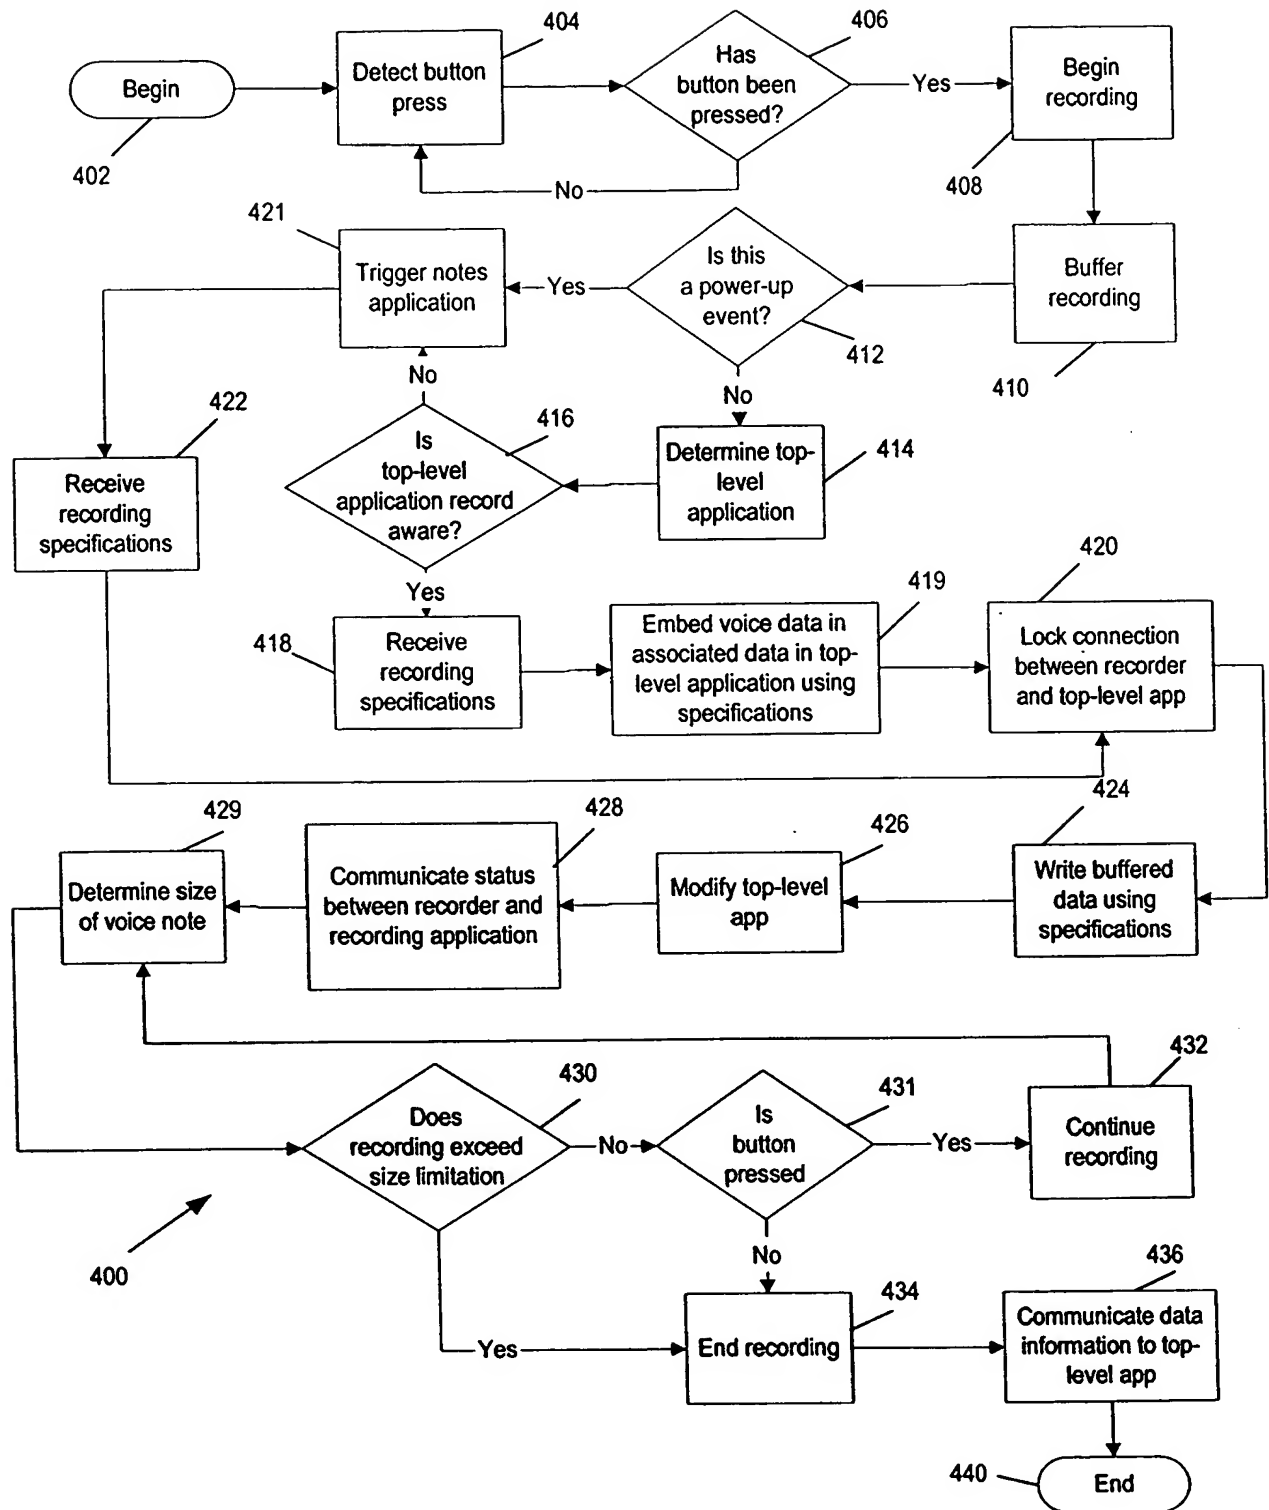 404
406
Begin
Detect button
press
Has
button been
pressed?
Yes
Begin
recording
402
408
No
421
Trigger notes
application
Yes
Is this
a power-up
event?
Buffer
recording
412
410
No
No
422
416
414
Is
top-level
application record
aware?
Determine top-
level
application
Receive
recording
specifications
420
Yes
419
418
Receive
recording
specifications
Embed voice data in
associated data in top-
level application using
specifications
Lock connection
between recorder
and top-level app
424
429
428
426
Determine size
of voice note
Communicate status
between recorder and
recording application
Modify top-level
app
Write buffered
data using
specifications
432
430
431
Does
recording exceed
size limitation
No
Is
button
pressed
Yes
Continue
recording
400
No
436
434
Yes
End recording
Communicate data
information to top-
level app
440
End